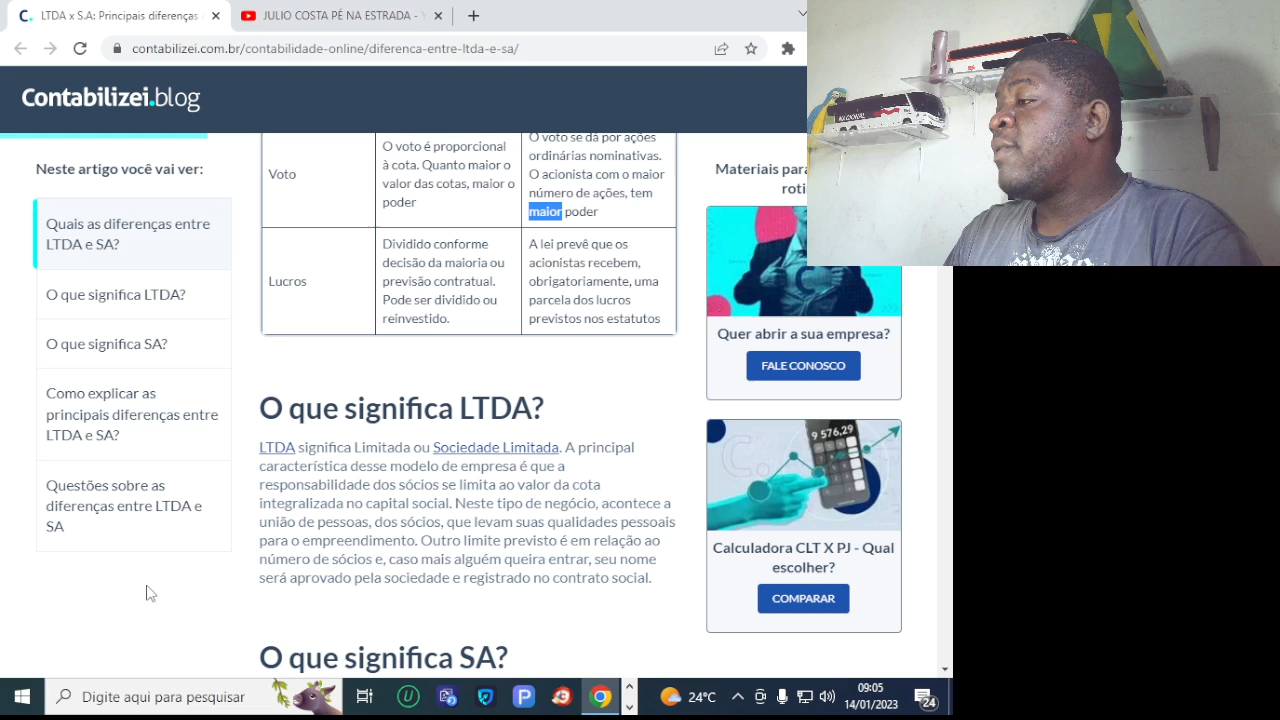 LTDA x S.A: Principais diferenças
JULIO COSTA PÉ NA ESTRADA - Y
contabilizei.com.br/contabilidade-online/diferenca-entre-ltda-e-sa/
Contabilizei.blog
Neste artigo você vai ver:
Quais as diferenças entre
LTDA e SA?
O que significa LTDA?
O que significa SA?
Como explicar as
principais diferenças entre
LTDA e SA?
Questões sobre as
diferenças entre LTDA e
SA
Voto
O voto é proporcional
à cota. Quanto maior o
valor das cotas, maior o
poder
O voto se dá por ações
ordinárias nominativas.
O acionista com o maior
número de ações, tem
maior poder
Lucros
Dividido conforme
decisão da maioria ou
previsão contratual.
Pode ser dividido ou
reinvestido.
A lei prevê que os
acionistas recebem,
obrigatoriamente, uma
parcela dos lucros
previstos nos estatutos
O que significa LTDA?
LTDA significa Limitada ou Sociedade Limitada. A principal
característica desse modelo de empresa é que a
responsabilidade dos sócios se limita ao valor da cota
integralizada no capital social. Neste tipo de negócio, acontece a
união de pessoas, dos sócios, que levam suas qualidades pessoais
para o empreendimento. Outro limite previsto é em relação ao
número de sócios e, caso mais alguém queira entrar, seu nome
será aprovado pela sociedade e registrado no contrato social.
O que significa SA?
Materiais para
roti
Quer abrir a sua empresa?
FALE CONOSCO
9 576,29
Calculadora CLT X PJ - Qual
escolher?
COMPARAR
NACIONAL
Digite aqui para pesquisar
24°C
09:05
14/01/2023
24